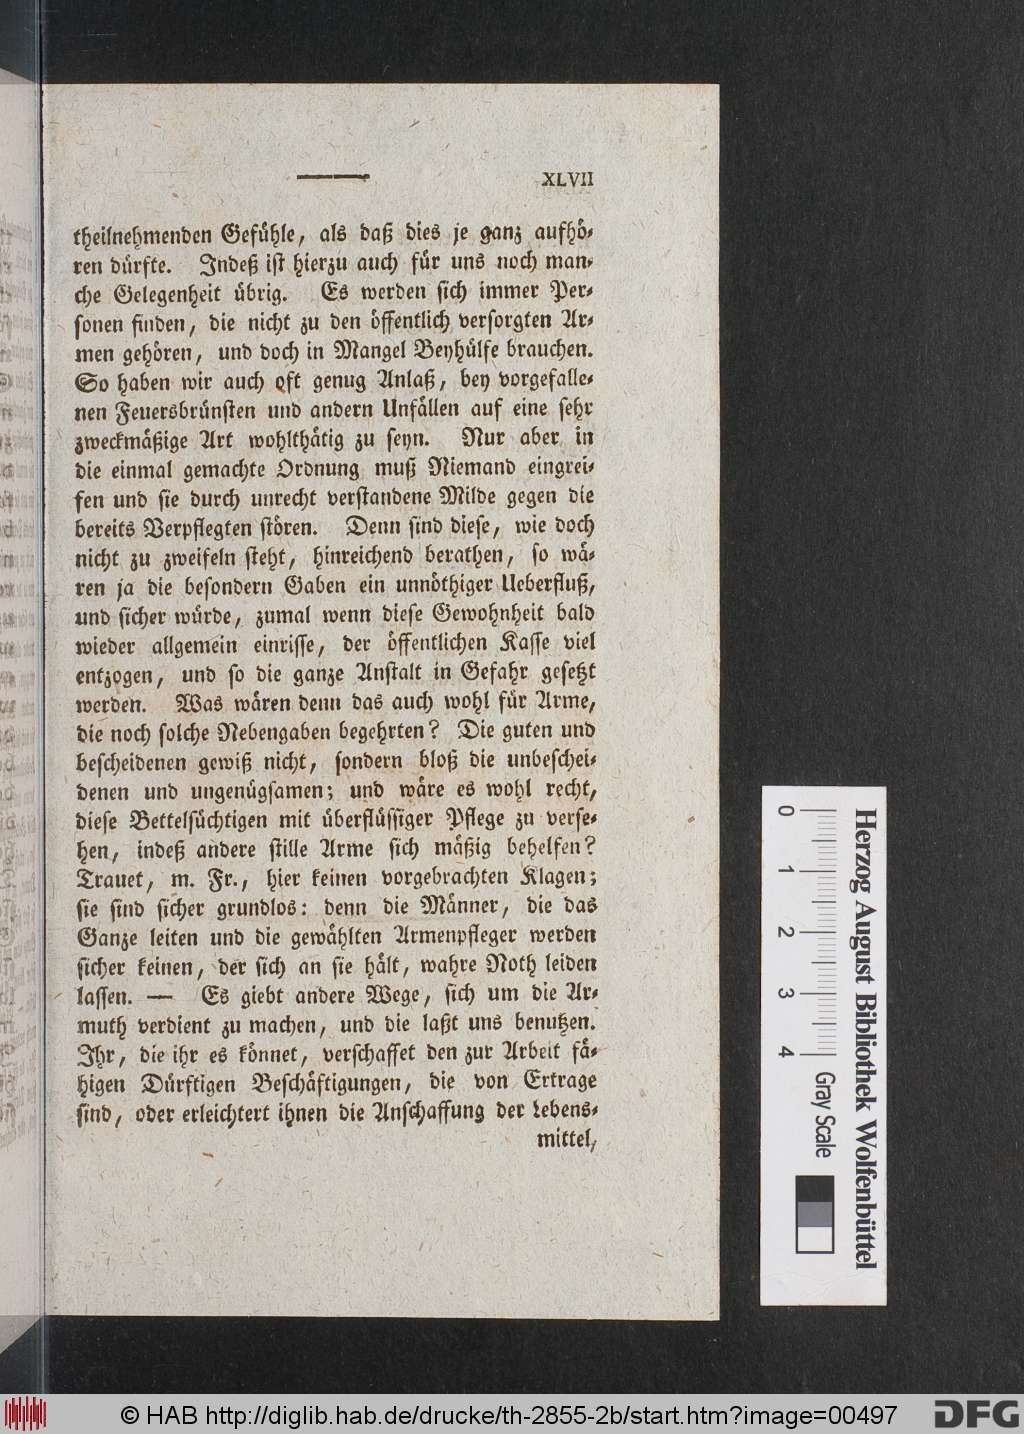 XLVII
theilnehmenden Gefühle, als daß dies je ganz aufhö-
ren dürfte. Indeß ist hierzu auch für uns noch man-
che Gelegenheit übrig. Es werden sich immer Per-
sonen finden, die nicht zu den öffentlich versorgten Ar-
men gehören, und doch in Mangel Beyhülfe brauchen.
So haben wir auch oft genug Anlaß, bey vorgefalle-
nen Feuersbrünsten und andern Unfällen auf eine sehr
zweckmäßige Art wohlthätig zu seyn. Nur aber in
die einmal gemachte Ordnung muß Niemand eingrei-
fen und sie durch unrecht verstandene Milde gegen die
bereits Verpflegten stören. Denn sind diese, wie doch
nicht zu zweifeln steht, hinreichend berathen, so wä-
ren ja die besondern Gaben ein unnöthiger Ueberfluß,
und sicher würde, zumal wenn diese Gewohnheit bald
wieder allgemein einrisse, der öffentlichen Kasse viel
entzogen, und so die ganze Anstalt in Gefahr gesetzt
werden. Was wären denn das auch wohl für Arme,
die noch solche Nebengaben begehrten? Die guten und
bescheidenen gewiß nicht, sondern bloß die unbeschei-
denen und ungenügsamen; und wäre es wohl recht,
diese Bettelsüchtigen mit überflüssiger Pflege zu verse-
hen, indeß andere stille Arme sich mäßig behelfen?
Trauet, m. Fr., hier keinen vorgebrachten Klagen;
sie sind sicher grundlos: denn die Männer, die das
Ganze leiten und die gewählten Armenpfleger werden
sicher keinen, der sich an sie hält, wahre Noth leiden
lassen. — Es giebt andere Wege, sich um die Ar-
muth verdient zu machen, und die laßt uns benutzen.
Ihr, die ihr es könnet, verschaffet den zur Arbeit fä-
higen Dürftigen Beschäftigungen, die von Ertrage
sind, oder erleichtert ihnen die Anschaffung der Lebens-
mittel,
0 1 2 3 4
Gray Scale
Herzog August Bibliothek Wolfenbüttel
© HAB http://diglib.hab.de/drucke/th-2855-2b/start.htm?image=00497
DFG